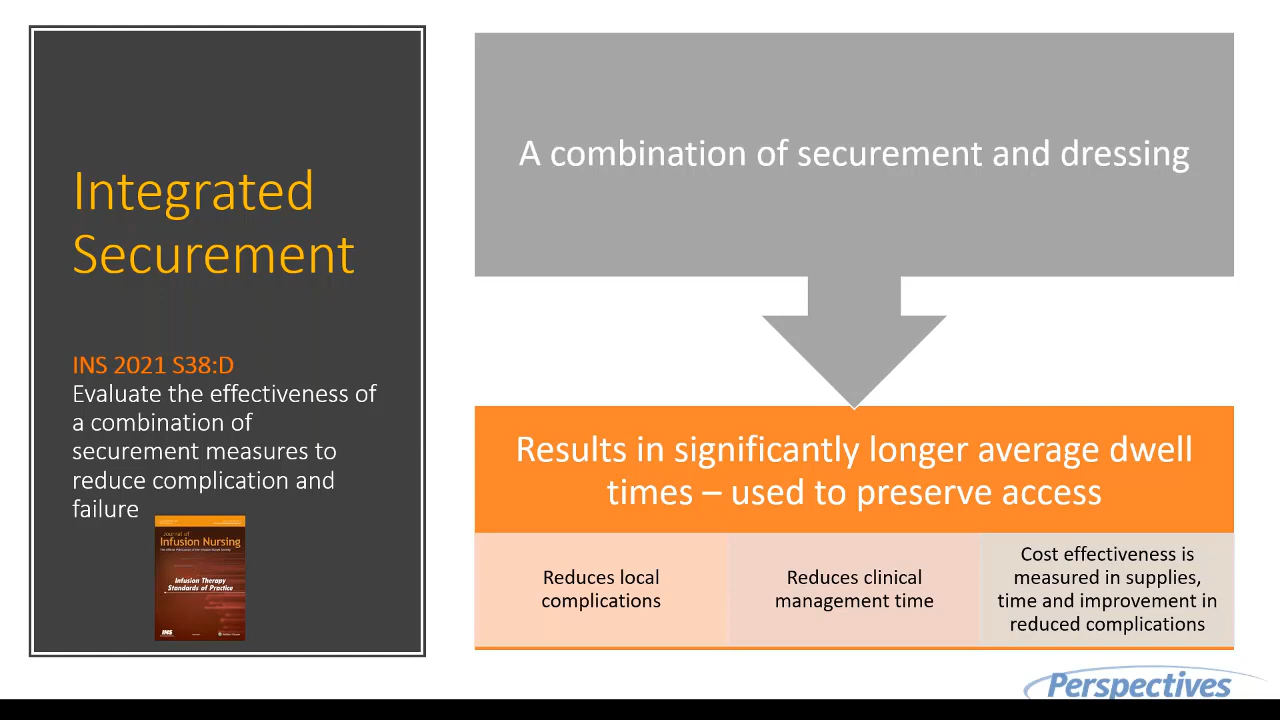 Integrated
Securement
INS 2021 S38:D
Evaluate the effectiveness of
a combination of
securement measures to
reduce complication and
failure
Journal of
Infusion Nursing
Infusion Therapy
Standards of Practice
INS
A combination of securement and dressing
Results in significantly longer average dwell
times – used to preserve access
Reduces local
complications
Reduces clinical
management time
Cost effectiveness is
measured in supplies,
time and improvement in
reduced complications
Perspectives